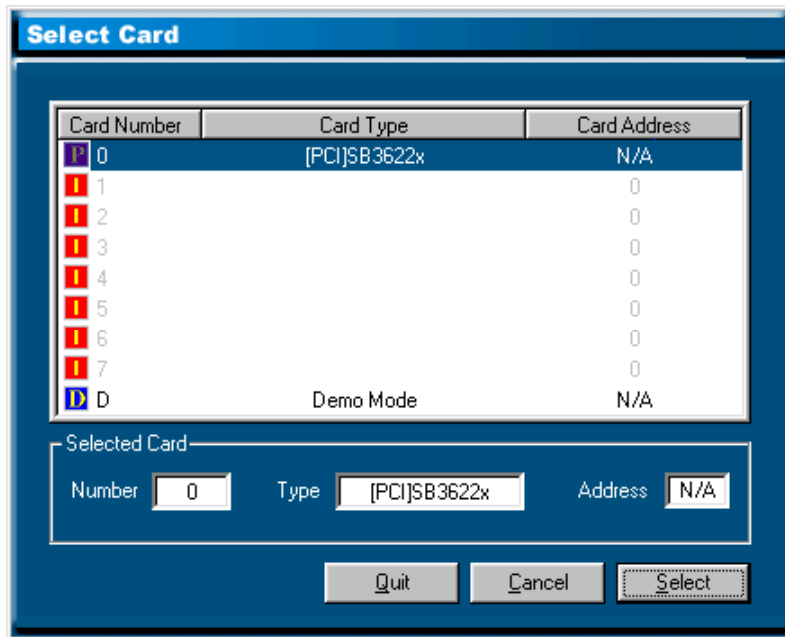 Select Card
Card Number Card Type Card Address
P 0 [PCI]SB3622x N/A
I 1 0
I 2 0
I 3 0
I 4 0
I 5 0
I 6 0
I 7 0
D D Demo Mode N/A
Selected Card
Number 0 Type [PCI]SB3622x Address N/A
Quit Cancel Select